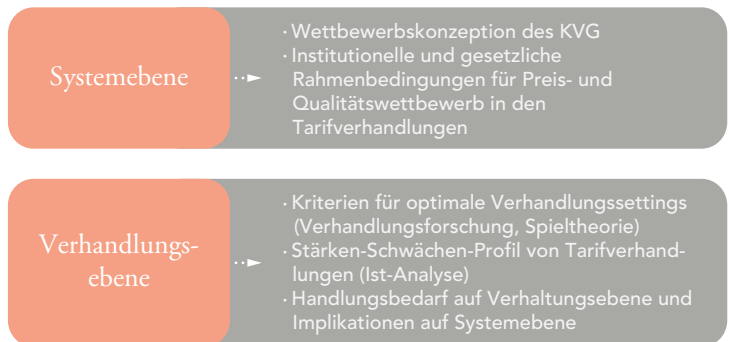 Systemebene
· Wettbewerbskonzeption des KVG
· Institutionelle und gesetzliche
Rahmenbedingungen für Preis- und
Qualitätswettbewerb in den
Tarifverhandlungen
Verhandlungs-
ebene
· Kriterien für optimale Verhandlungssettings
(Verhandlungsforschung, Spieltheorie)
· Stärken-Schwächen-Profil von Tarifverhand-
lungen (Ist-Analyse)
· Handlungsbedarf auf Verhaltungsebene und
Implikationen auf Systemebene